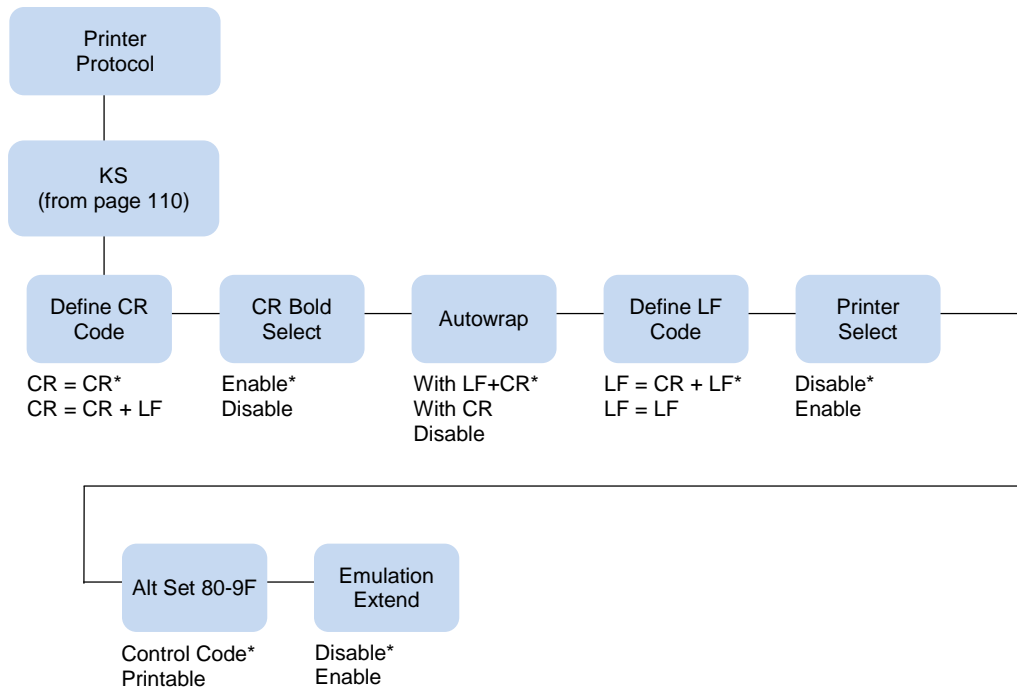 Printer
Protocol
KS
(from page 110)
Define CR
Code
CR Bold
Select
Autowrap
Define LF
Code
Printer
Select
CR = CR*
CR = CR + LF
Enable*
Disable
With LF+CR*
With CR
Disable
LF = CR + LF*
LF = LF
Disable*
Enable
Alt Set 80-9F
Emulation
Extend
Control Code*
Printable
Disable*
Enable